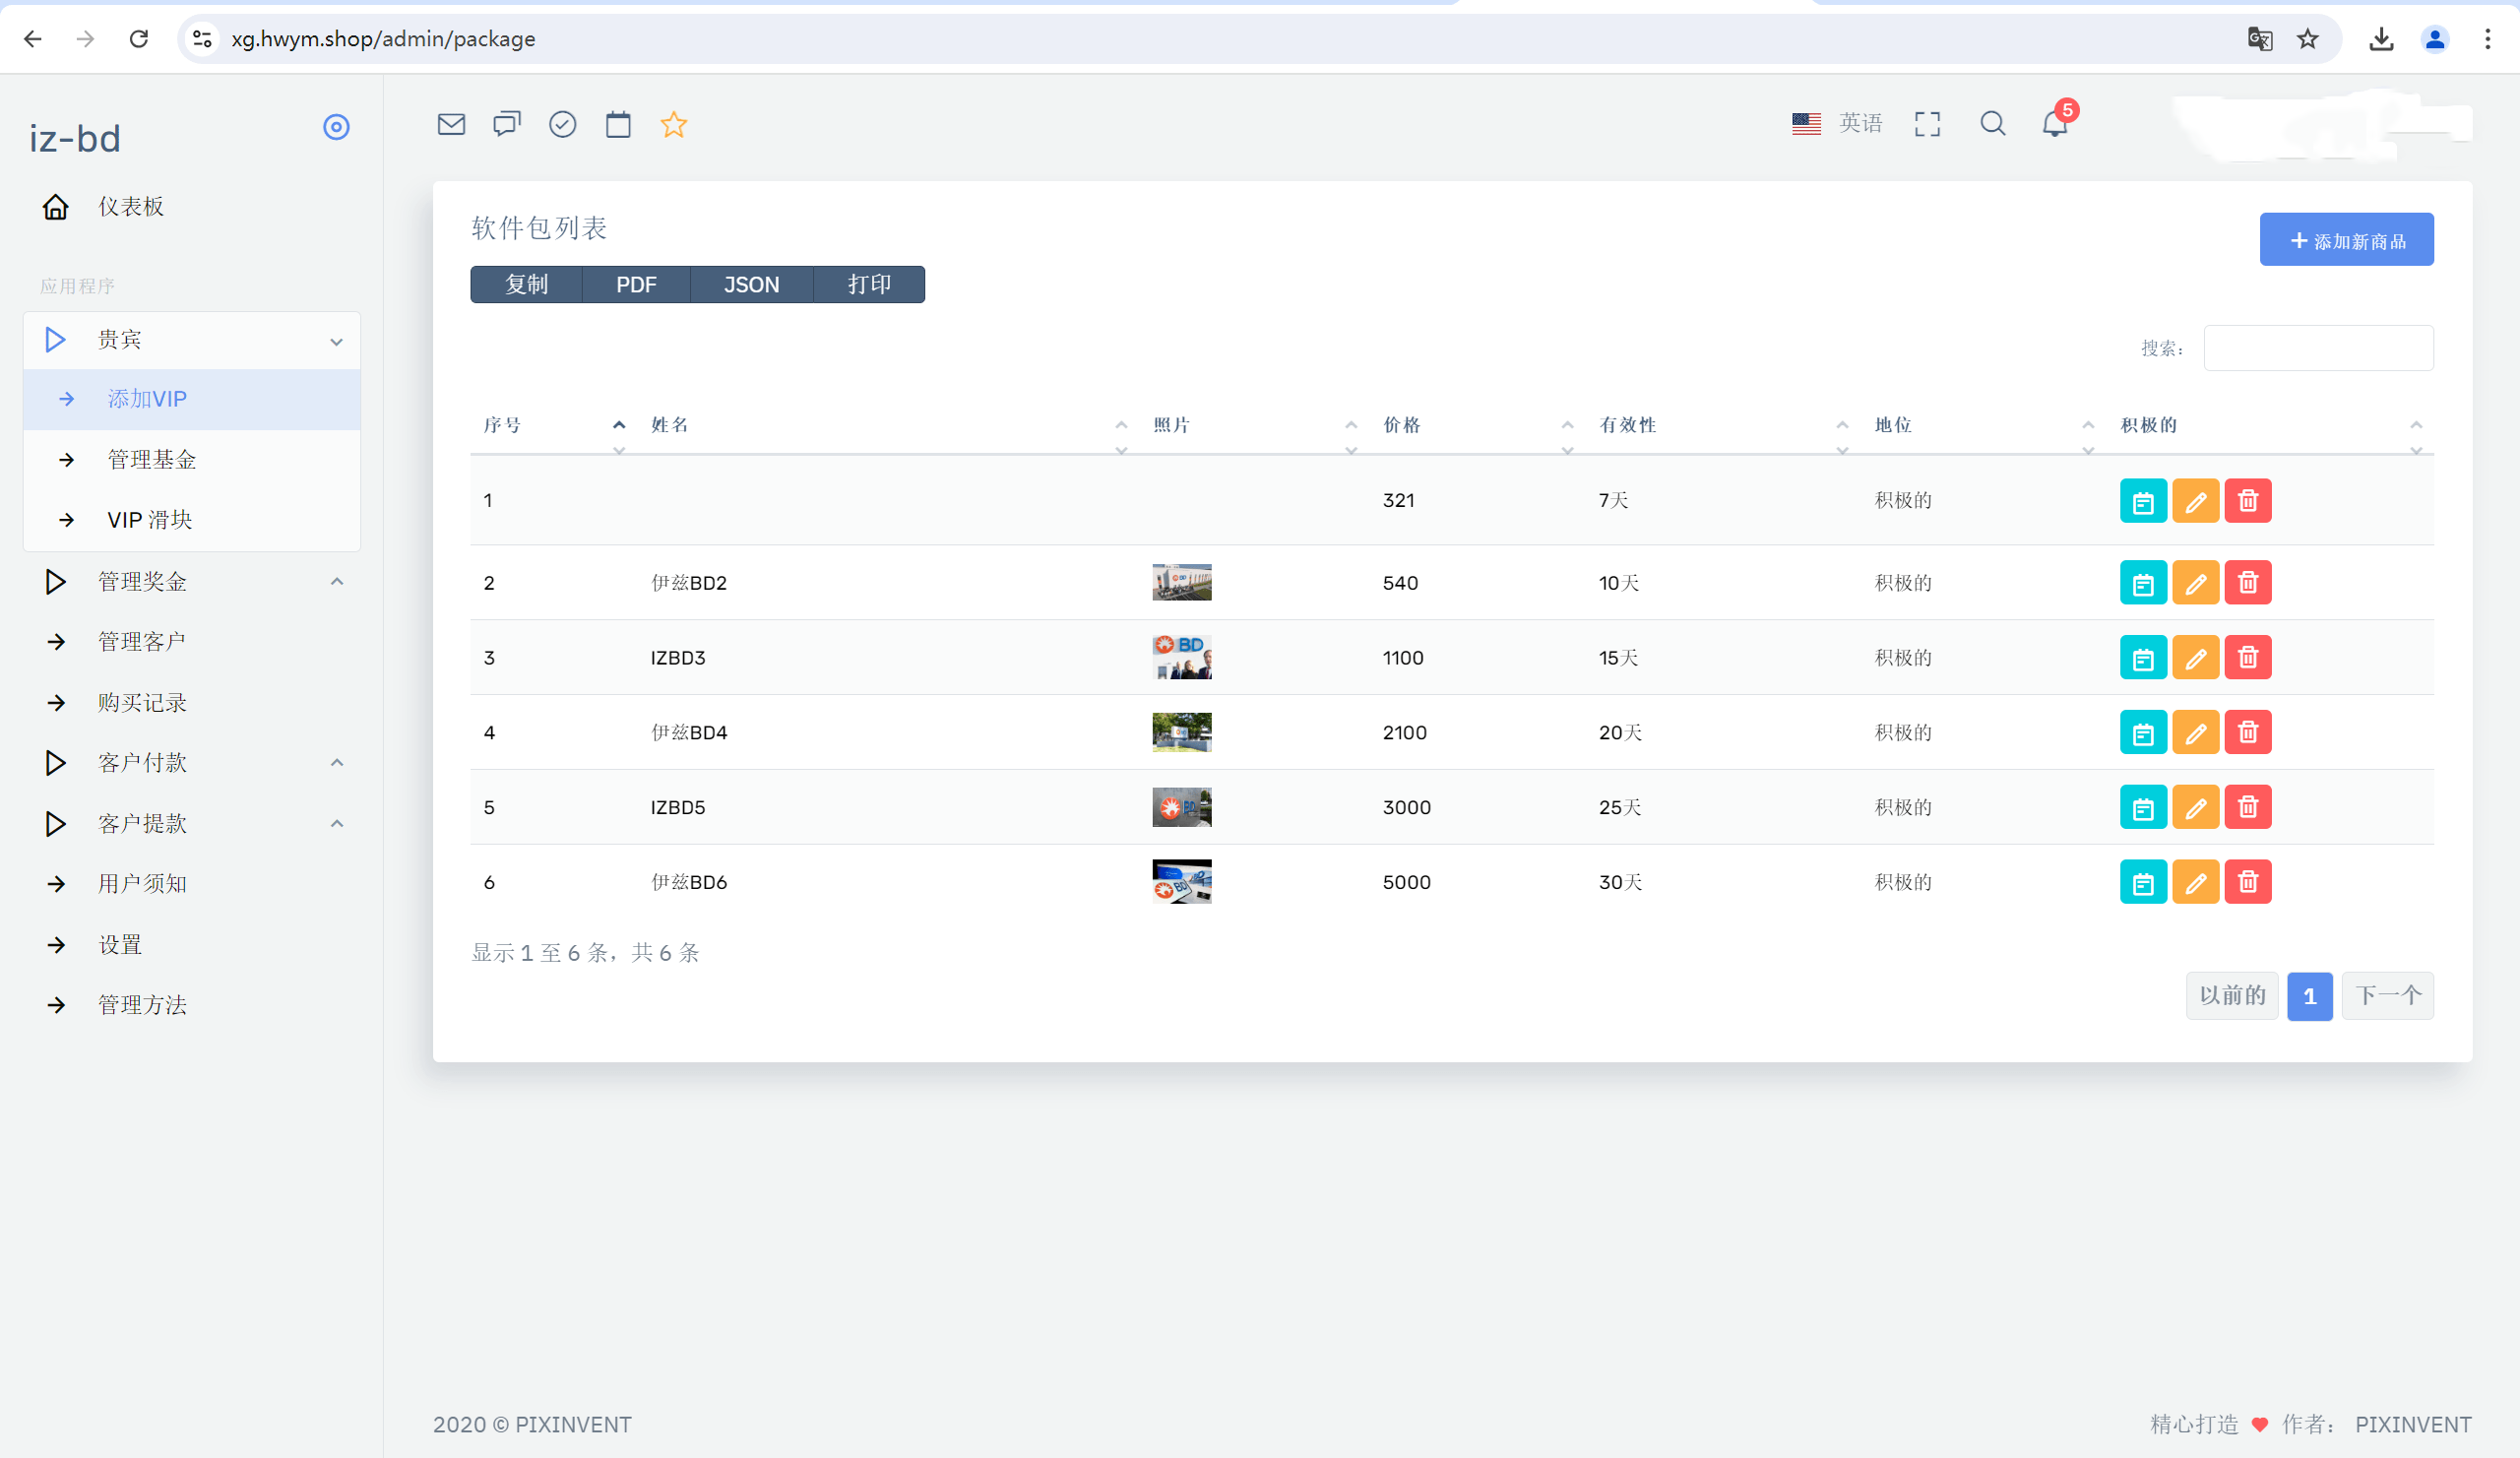 xg.hwym.shop/admin/package
iz-bd
英语
5
仪表板
应用程序
贵宾
添加VIP
管理基金
VIP 滑块
管理奖金
管理客户
购买记录
客户付款
客户提款
用户须知
设置
管理方法
软件包列表
+ 添加新商品
复制 PDF JSON 打印
搜索：
序号 姓名 照片 价格 有效性 地位 积极的
1 321 7天 积极的
2 伊兹BD2 540 10天 积极的
3 IZBD3 BD 1100 15天 积极的
4 伊兹BD4 2100 20天 积极的
5 IZBD5 BD 3000 25天 积极的
6 伊兹BD6 BD 5000 30天 积极的
显示 1 至 6 条，共 6 条
以前的 1 下一个
2020 © PIXINVENT
精心打造 作者： PIXINVENT